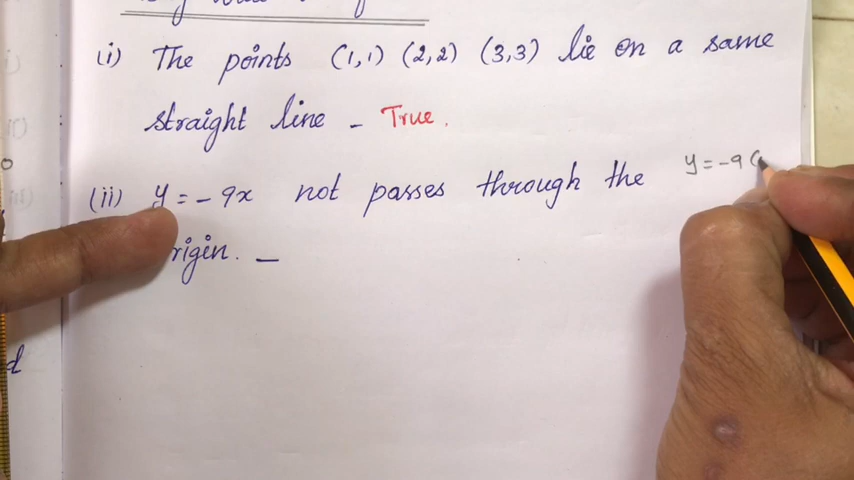 (i) The points (1,1) (2,2) (3,3) lie on a same
straight line - True.
(ii) y = - 9x not passes through the
rigin. -
y = -9 (